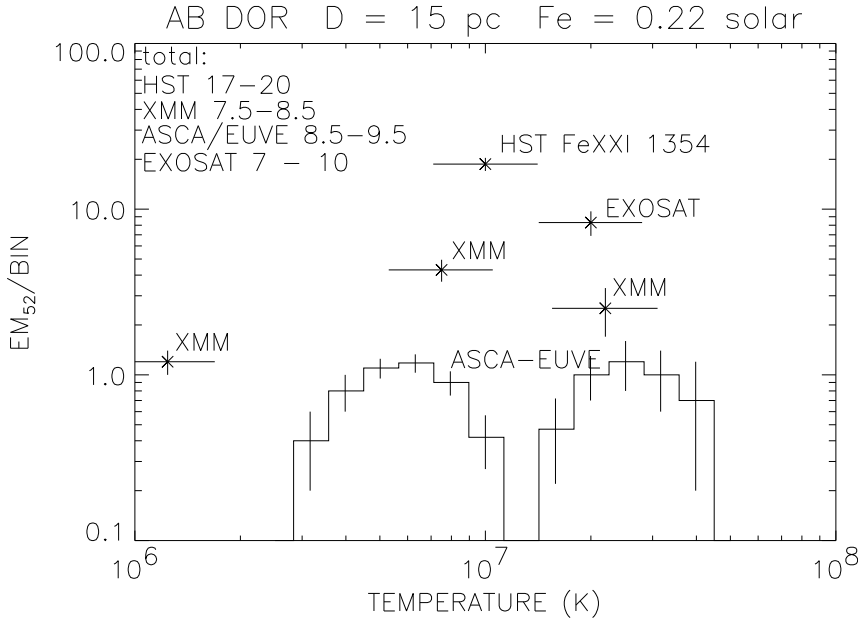 AB DOR D = 15 pc Fe = 0.22 solar
100.0
total:
HST 17-20
XMM 7.5-8.5
ASCA/EUVE 8.5-9.5
EXOSAT 7 - 10
HST FeXXI 1354
10.0
EXOSAT
XMM
XMM
XMM
1.0
ASCA-EUVE
0.1
EM52/BIN
10^6
10^7
10^8
TEMPERATURE (K)